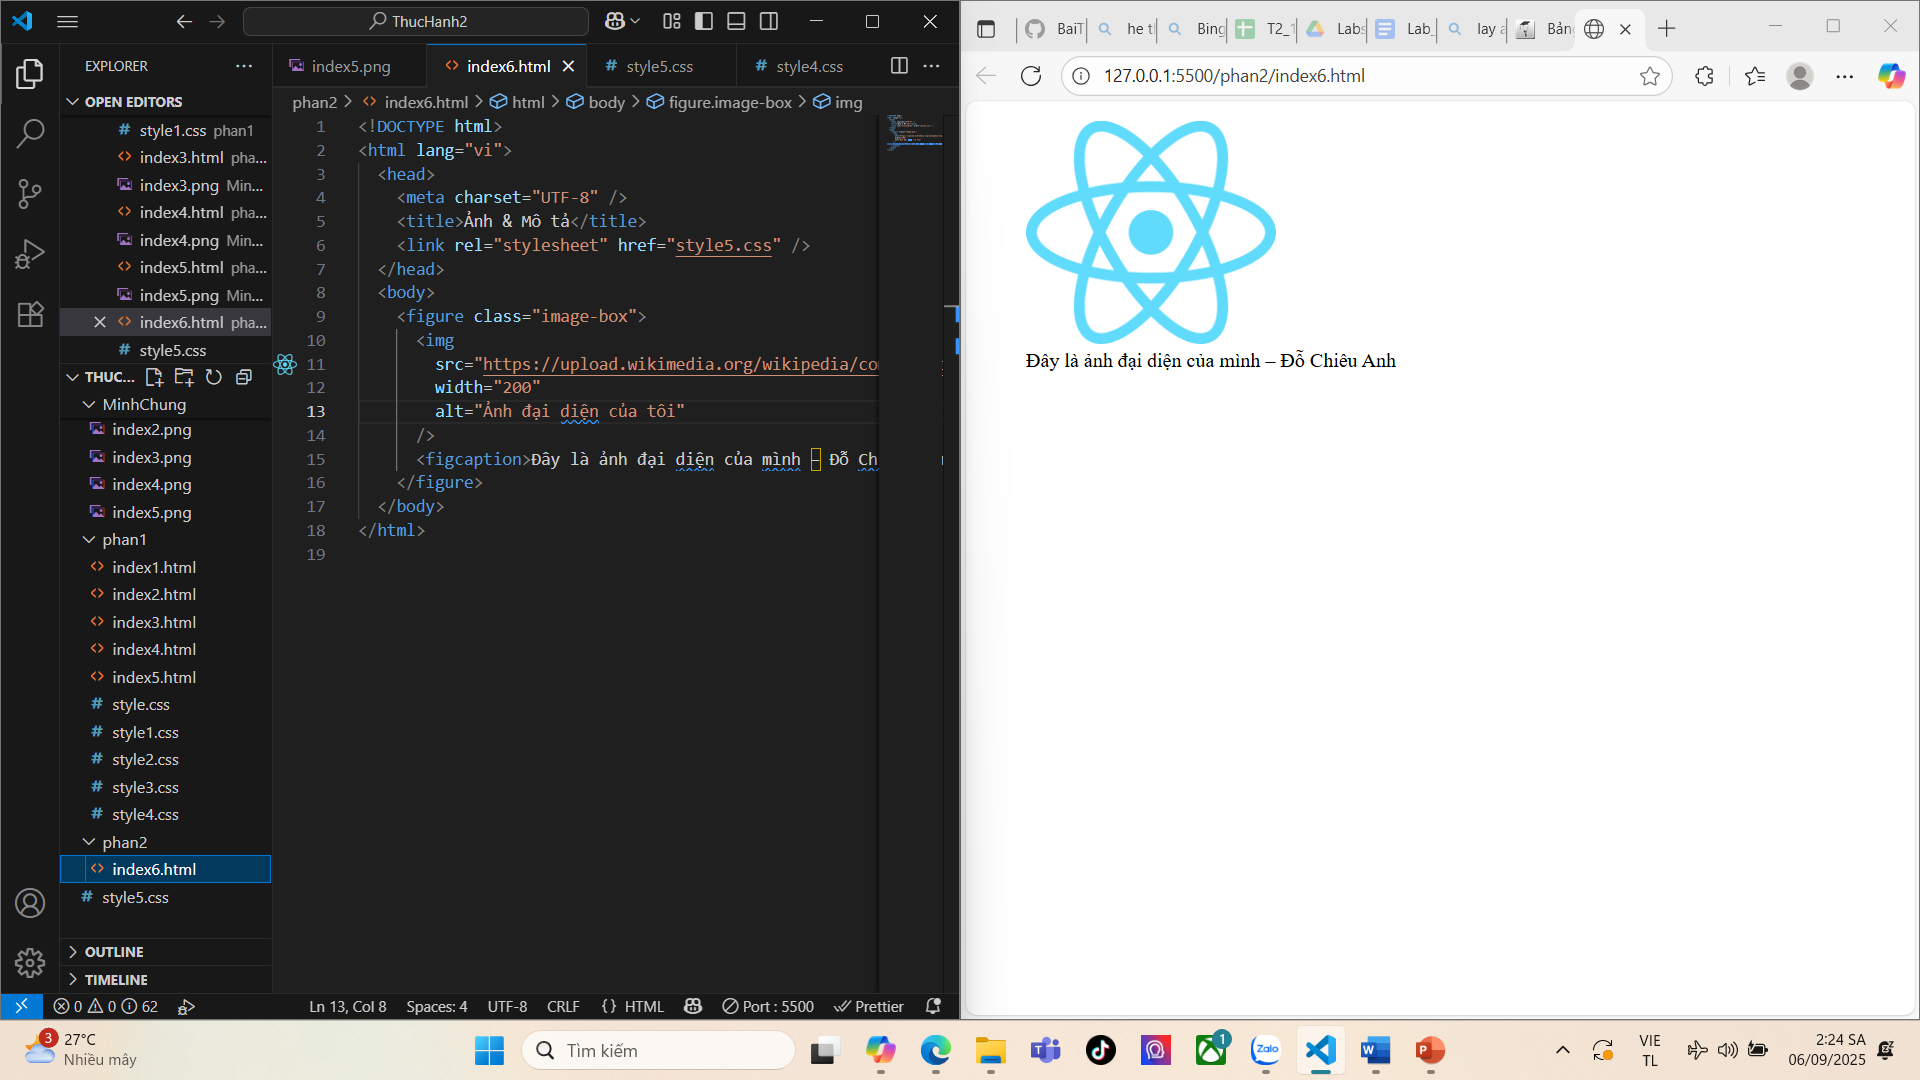 ThucHanh2
EXPLORER
OPEN EDITORS
style1.css phan1
index3.html pha...
index3.png Min...
index4.html pha...
index4.png Min...
index5.html pha...
index5.png Min...
index6.html pha...
style5.css
THUC...
MinhChung
index2.png
index3.png
index4.png
index5.png
phan1
index1.html
index2.html
index3.html
index4.html
index5.html
style.css
style1.css
style2.css
style3.css
style4.css
phan2
index6.html
style5.css
OUTLINE
TIMELINE
index5.png index6.html style5.css style4.css
phan2 > index6.html > html > body > figure.image-box > img
1 <!DOCTYPE html>
2 <html lang="vi">
3 <head>
4 <meta charset="UTF-8" />
5 <title>Ảnh & Mô tả</title>
6 <link rel="stylesheet" href="style5.css" />
7 </head>
8 <body>
9 <figure class="image-box">
10 <img
11 src="https://upload.wikimedia.org/wikipedia/co
12 width="200"
13 alt="Ảnh đại diện của tôi"
14 />
15 <figcaption>Đây là ảnh đại diện của mình – Đỗ Ch
16 </figure>
17 </body>
18 </html>
19
0 0 62
Ln 13, Col 8 Spaces: 4 UTF-8 CRLF {} HTML Port : 5500 Prettier
BaiT he t Bing T2_1 Labs Lab_ lay a Bản
127.0.0.1:5500/phan2/index6.html
Đây là ảnh đại diện của mình – Đỗ Chiêu Anh
3
27°C
Nhiều mây
Tìm kiếm
1
Zalo
VIE
TL
2:24 SA
06/09/2025